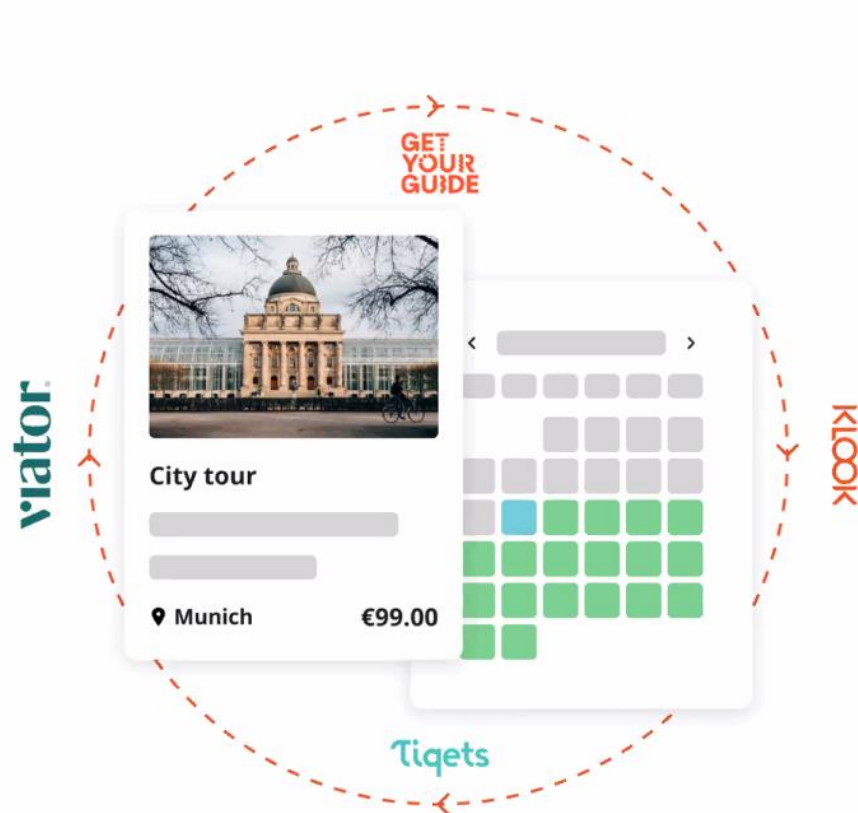 GET
YOUR
GUIDE
viator
KLOOK
City tour
Munich €99.00
Tiqets